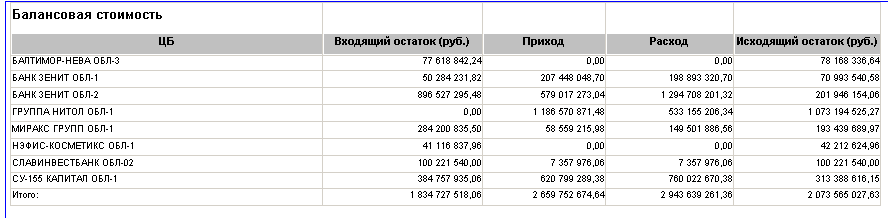 Балансовая стоимость
ЦБ Входящий остаток (руб.) Приход Расход Исходящий остаток (руб.)
БАЛТИМОР-НЕВА ОБЛ-3 77 618 842,24 0,00 0,00 78 168 336,64
БАНК ЗЕНИТ ОБЛ-1 50 284 231,82 207 448 048,70 198 893 320,70 70 993 540,58
БАНК ЗЕНИТ ОБЛ-2 896 527 295,48 579 017 273,04 1 294 708 201,32 201 946 154,06
ГРУППА НИТОЛ ОБЛ-1 0,00 1 186 570 871,48 533 155 206,34 1 073 194 525,27
МИРАКС ГРУПП ОБЛ-1 284 200 835,50 58 559 215,98 149 501 886,56 193 439 689,97
НЭФИС-КОСМЕТИКС ОБЛ-1 41 116 837,96 0,00 0,00 42 212 624,96
СЛАВИНВЕСТБАНК ОБЛ-02 100 221 540,00 7 357 976,06 7 357 976,06 100 221 540,00
СУ-155 КАПИТАЛ ОБЛ-1 384 757 935,06 620 799 289,38 760 022 670,38 313 388 616,15
Итого: 1 834 727 518,06 2 659 752 674,64 2 943 639 261,36 2 073 565 027,63